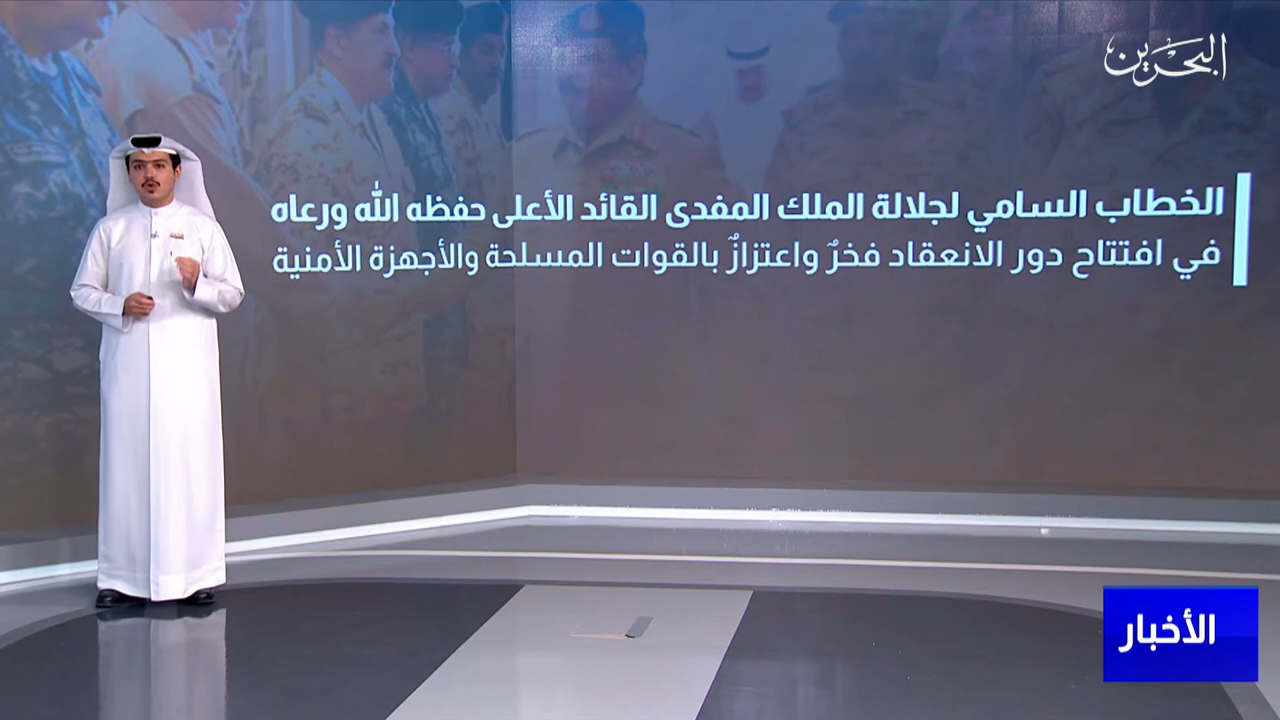 البحرين
الخطاب السامي لجلالة الملك المفدى القائد الأعلى حفظه الله ورعاه
في افتتاح دور الانعقاد فخرٌ واعتزازٌ بالقوات المسلحة والأجهزة الأمنية
الأخبار